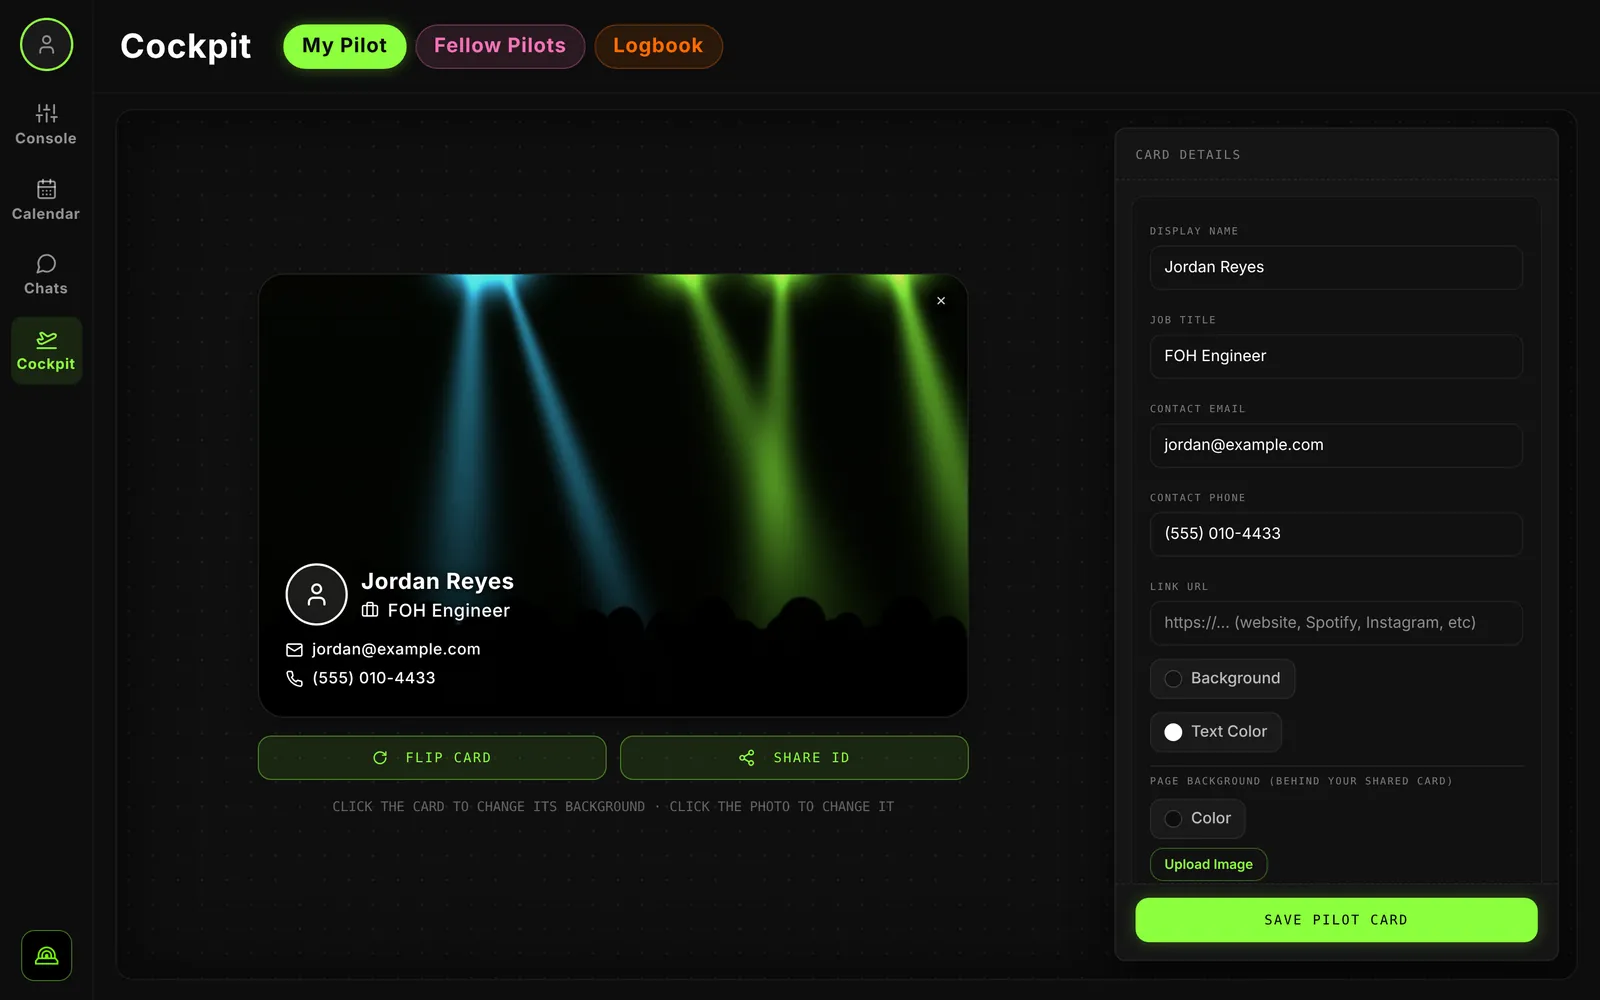 Cockpit
My Pilot
Fellow Pilots
Logbook
Console
Calendar
Chats
Cockpit
Jordan Reyes
FOH Engineer
jordan@example.com
(555) 010-4433
FLIP CARD
SHARE ID
CLICK THE CARD TO CHANGE ITS BACKGROUND · CLICK THE PHOTO TO CHANGE IT
CARD DETAILS
DISPLAY NAME
Jordan Reyes
JOB TITLE
FOH Engineer
CONTACT EMAIL
jordan@example.com
CONTACT PHONE
(555) 010-4433
LINK URL
https://... (website, Spotify, Instagram, etc)
Background
Text Color
PAGE BACKGROUND (BEHIND YOUR SHARED CARD)
Color
Upload Image
SAVE PILOT CARD